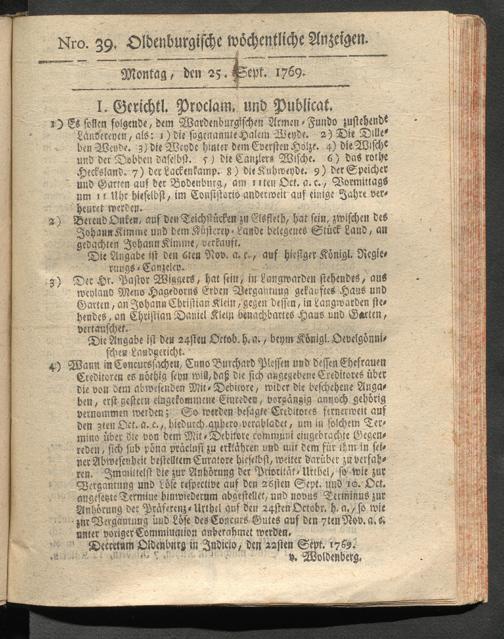 Nro. 39. Oldenburgische wöchentliche Anzeigen.
Montag, den 25. Sept. 1769.
I. Gerichtl. Proclam. und Publicat.
1) Es sollen folgende, dem Wardenburgischen Armen-Fundo zustehende
Ländereyen, als: 1) die sogenannte Halem Weyde. 2) Die Dille-
ben Weyde. 3) die Weyde hinter dem Eversten Holze. 4) die Wisch
und der Dobben daselbst. 5) die Canzlers Wische. 6) das rothe
Hecksland. 7) der Lackenkamp. 8) die Kuhweyde. 9) der Speicher
und Garten auf der Bodenburg, am 11ten Oct. a. c., Vormittags
um 11 Uhr hieselbst, im Consistorio anderweit auf einige Jahre ver-
heuret werden.
2) Berend Onken, auf den Teichstücken zu Elsfleth, hat sein, zwischen des
Johann Kimme und dem Küsterey-Lande belegenes Stück Land, an
gedachten Johann Kimme, verkauft.
Die Angabe ist den 6ten Nov. a. c., auf hiesiger Königl. Regie-
rungs-Canzeley.
3) Der Hr. Pastor Wiggers, hat sein, in Langwarden stehendes, aus
weyland Mens Hagedorns Erben Vergantung gekauftes Haus und
Garten, an Johann Christian Klein, gegen dessen, in Langwarden ste-
hendes, an Christian Daniel Klein benachbartes Haus und Garten,
vertauschet.
Die Angabe ist den 24sten Octob. h. a., beym Königl. Oevelgönni-
schen Landgericht.
4) Wann in Concurssachen, Cuno Burchard Plessen und dessen Ehefrauen
Creditoren es nöthig seyn will, daß die sich angegebene Creditores über
die von dem abwesenden Mit-Debitore, wider die beschehene Anga-
ben, erst gestern eingekommene Einreden, vorgängig annoch gehörig
vernommen werden; So werden besagte Creditores fernerweit auf
den 3ten Oct. a. c., hiedurch anhero verabladet, um in solchem Ter-
mino über die von dem Mit-Debitore communi eingebrachte Gegen-
reden, sich sub pöna präclusi zu erklähren und mit dem für ihm in sei-
ner Abwesenheit bestelltem Curatore hieselbst, weiter darüber zu verfah-
ren. Immittelst die zur Anhörung der Prioritát-Urthel, so wie zur
Vergantung und Löse respective auf den 26sten Sept. und 10. Oct.
angesetzte Termine hinwiederum abgestellet, und novus Terminus zur
Anhörung der Präferenz-Urthel auf den 24sten Octobr. h. a., so wie
zur Vergantung und Löse des Concurs Gutes auf den 7ten Nov. a. c.
unter voriger Commination anberahmet werden.
Decretum Oldenburg in Judicio, den 22sten Sept. 1769.
v. Woldenberg.